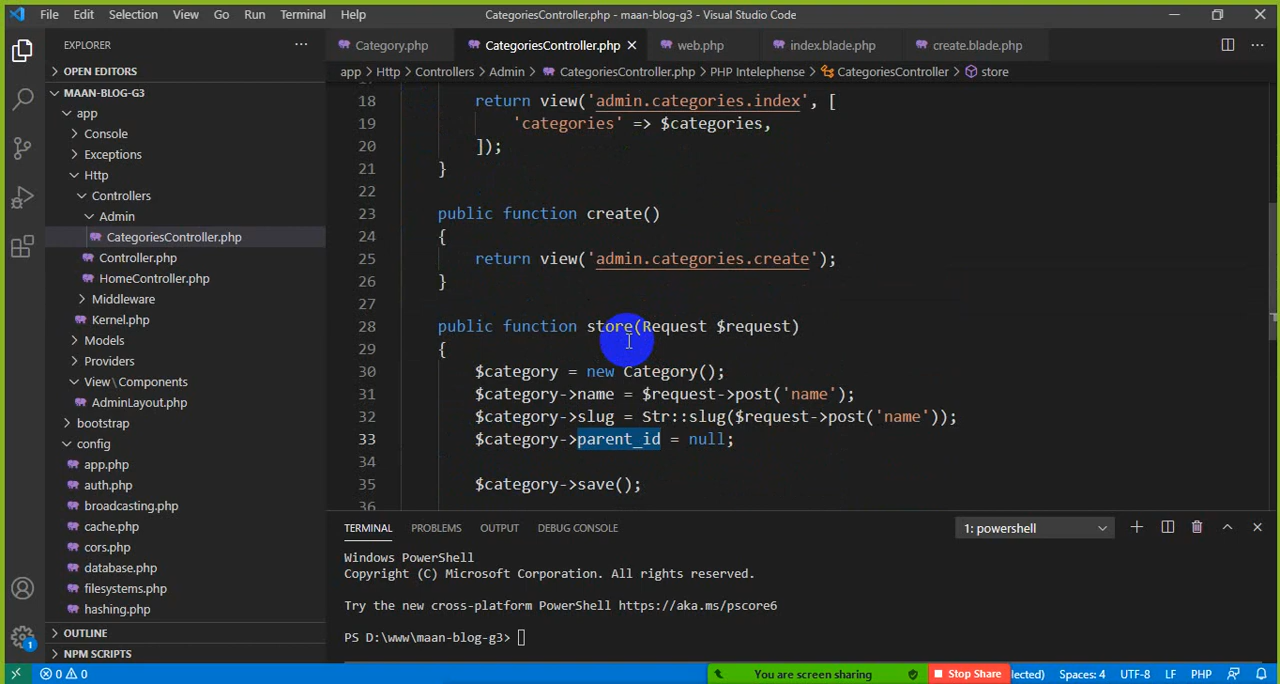 File Edit Selection View Go Run Terminal Help CategoriesController.php - maan-blog-g3 - Visual Studio Code
EXPLORER
OPEN EDITORS
MAAN-BLOG-G3
app
Console
Exceptions
Http
Controllers
Admin
CategoriesController.php
Controller.php
HomeController.php
Middleware
Kernel.php
Models
Providers
View\Components
AdminLayout.php
bootstrap
config
app.php
auth.php
broadcasting.php
cache.php
cors.php
database.php
filesystems.php
hashing.php
OUTLINE
NPM SCRIPTS
Category.php CategoriesController.php web.php index.blade.php create.blade.php
app > Http > Controllers > Admin > CategoriesController.php > PHP Intelephense > CategoriesController > store
18 return view('admin.categories.index', [
19 'categories' => $categories,
20 ]);
21 }
22
23 public function create()
24 {
25 return view('admin.categories.create');
26 }
27
28 public function store(Request $request)
29 {
30 $category = new Category();
31 $category->name = $request->post('name');
32 $category->slug = Str::slug($request->post('name'));
33 $category->parent_id = null;
34
35 $category->save();
36
TERMINAL PROBLEMS OUTPUT DEBUG CONSOLE 1: powershell
Windows PowerShell
Copyright (C) Microsoft Corporation. All rights reserved.
Try the new cross-platform PowerShell https://aka.ms/pscore6
PS D:\www\maan-blog-g3>
1
0 0 You are screen sharing Stop Share lected) Spaces: 4 UTF-8 LF PHP